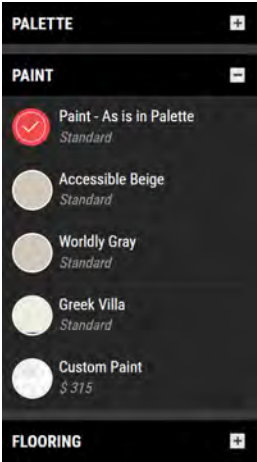 PALETTE
PAINT
Paint - As is in Palette
Standard
Accessible Beige
Standard
Worldly Gray
Standard
Greek Villa
Standard
Custom Paint
$ 315
FLOORING